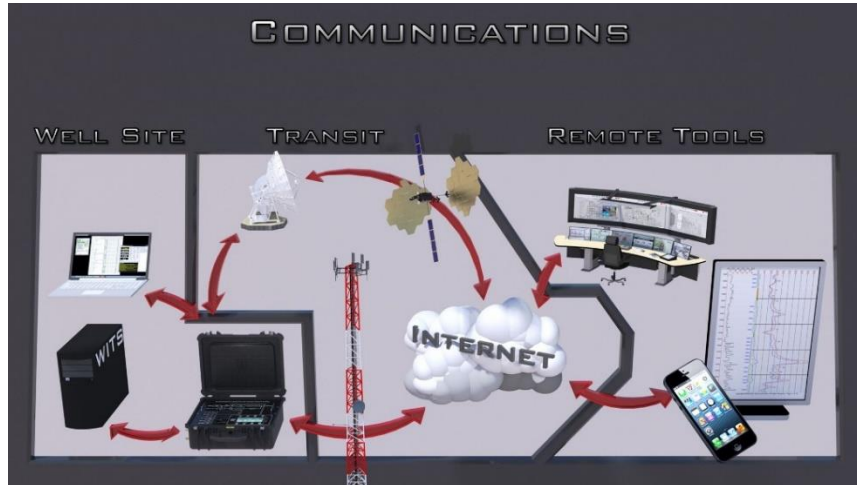 COMMUNICATIONS
WELL SITE
TRANSIT
REMOTE TOOLS
WITS
INTERNET